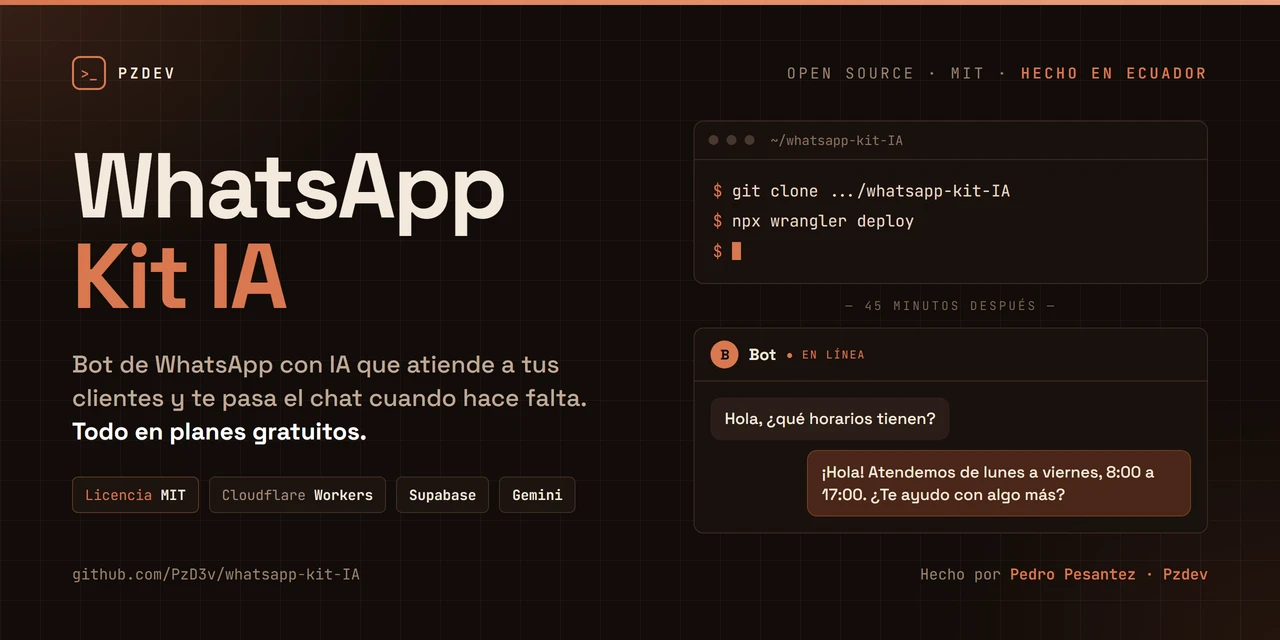 >_ PZDEV
OPEN SOURCE · MIT · HECHO EN ECUADOR
WhatsApp
Kit IA
Bot de WhatsApp con IA que atiende a tus
clientes y te pasa el chat cuando hace falta.
Todo en planes gratuitos.
Licencia MIT
Cloudflare Workers
Supabase
Gemini
github.com/PzD3v/whatsapp-kit-IA
~/whatsapp-kit-IA
$ git clone .../whatsapp-kit-IA
$ npx wrangler deploy
$
— 45 MINUTOS DESPUÉS —
B Bot • EN LÍNEA
Hola, ¿qué horarios tienen?
¡Hola! Atendemos de lunes a viernes, 8:00 a
17:00. ¿Te ayudo con algo más?
Hecho por Pedro Pesantez · Pzdev